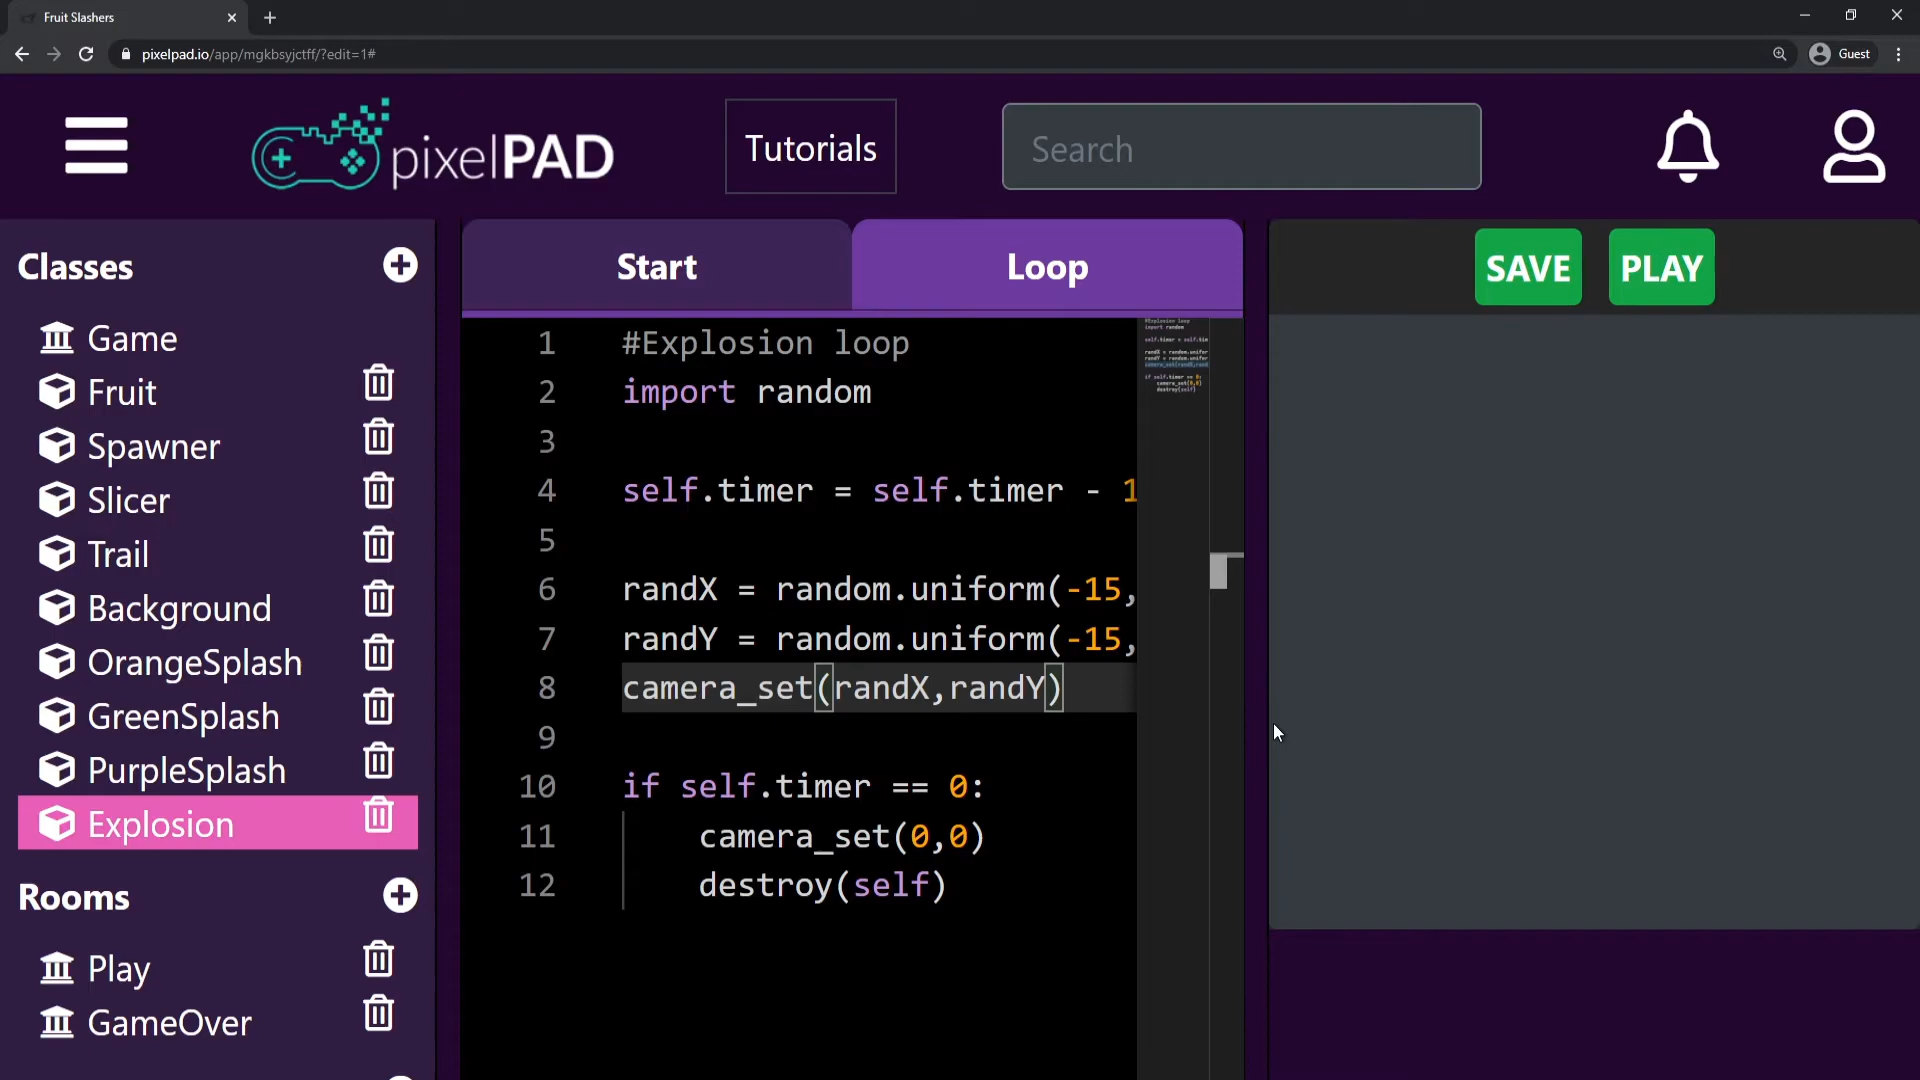 Fruit Slashers
pixelpad.io/app/mgkbsyjctff/?edit=1#
Guest
pixelPAD
Tutorials
Search
Classes
Game
Fruit
Spawner
Slicer
Trail
Background
OrangeSplash
GreenSplash
PurpleSplash
Explosion
Rooms
Play
GameOver
Start
Loop
1 #Explosion loop
2 import random
3
4 self.timer = self.timer - 1
5
6 randX = random.uniform(-15,
7 randY = random.uniform(-15,
8 camera_set(randX,randY)
9
10 if self.timer == 0:
11 camera_set(0,0)
12 destroy(self)
SAVE
PLAY